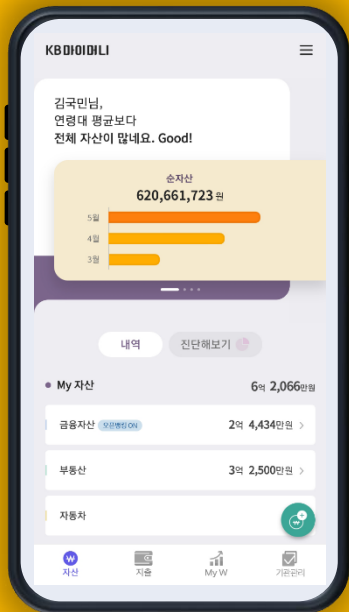 KB마이머니
김국민님,
연령대 평균보다
전체 자산이 많네요. Good!
순자산
620,661,723 원
5월
4월
3월
내역
진단해보기
My 자산
6억 2,066만원
금융자산 오픈뱅킹 ON
2억 4,434만원
부동산
3억 2,500만원
자동차
자산
지출
My W
기관관리